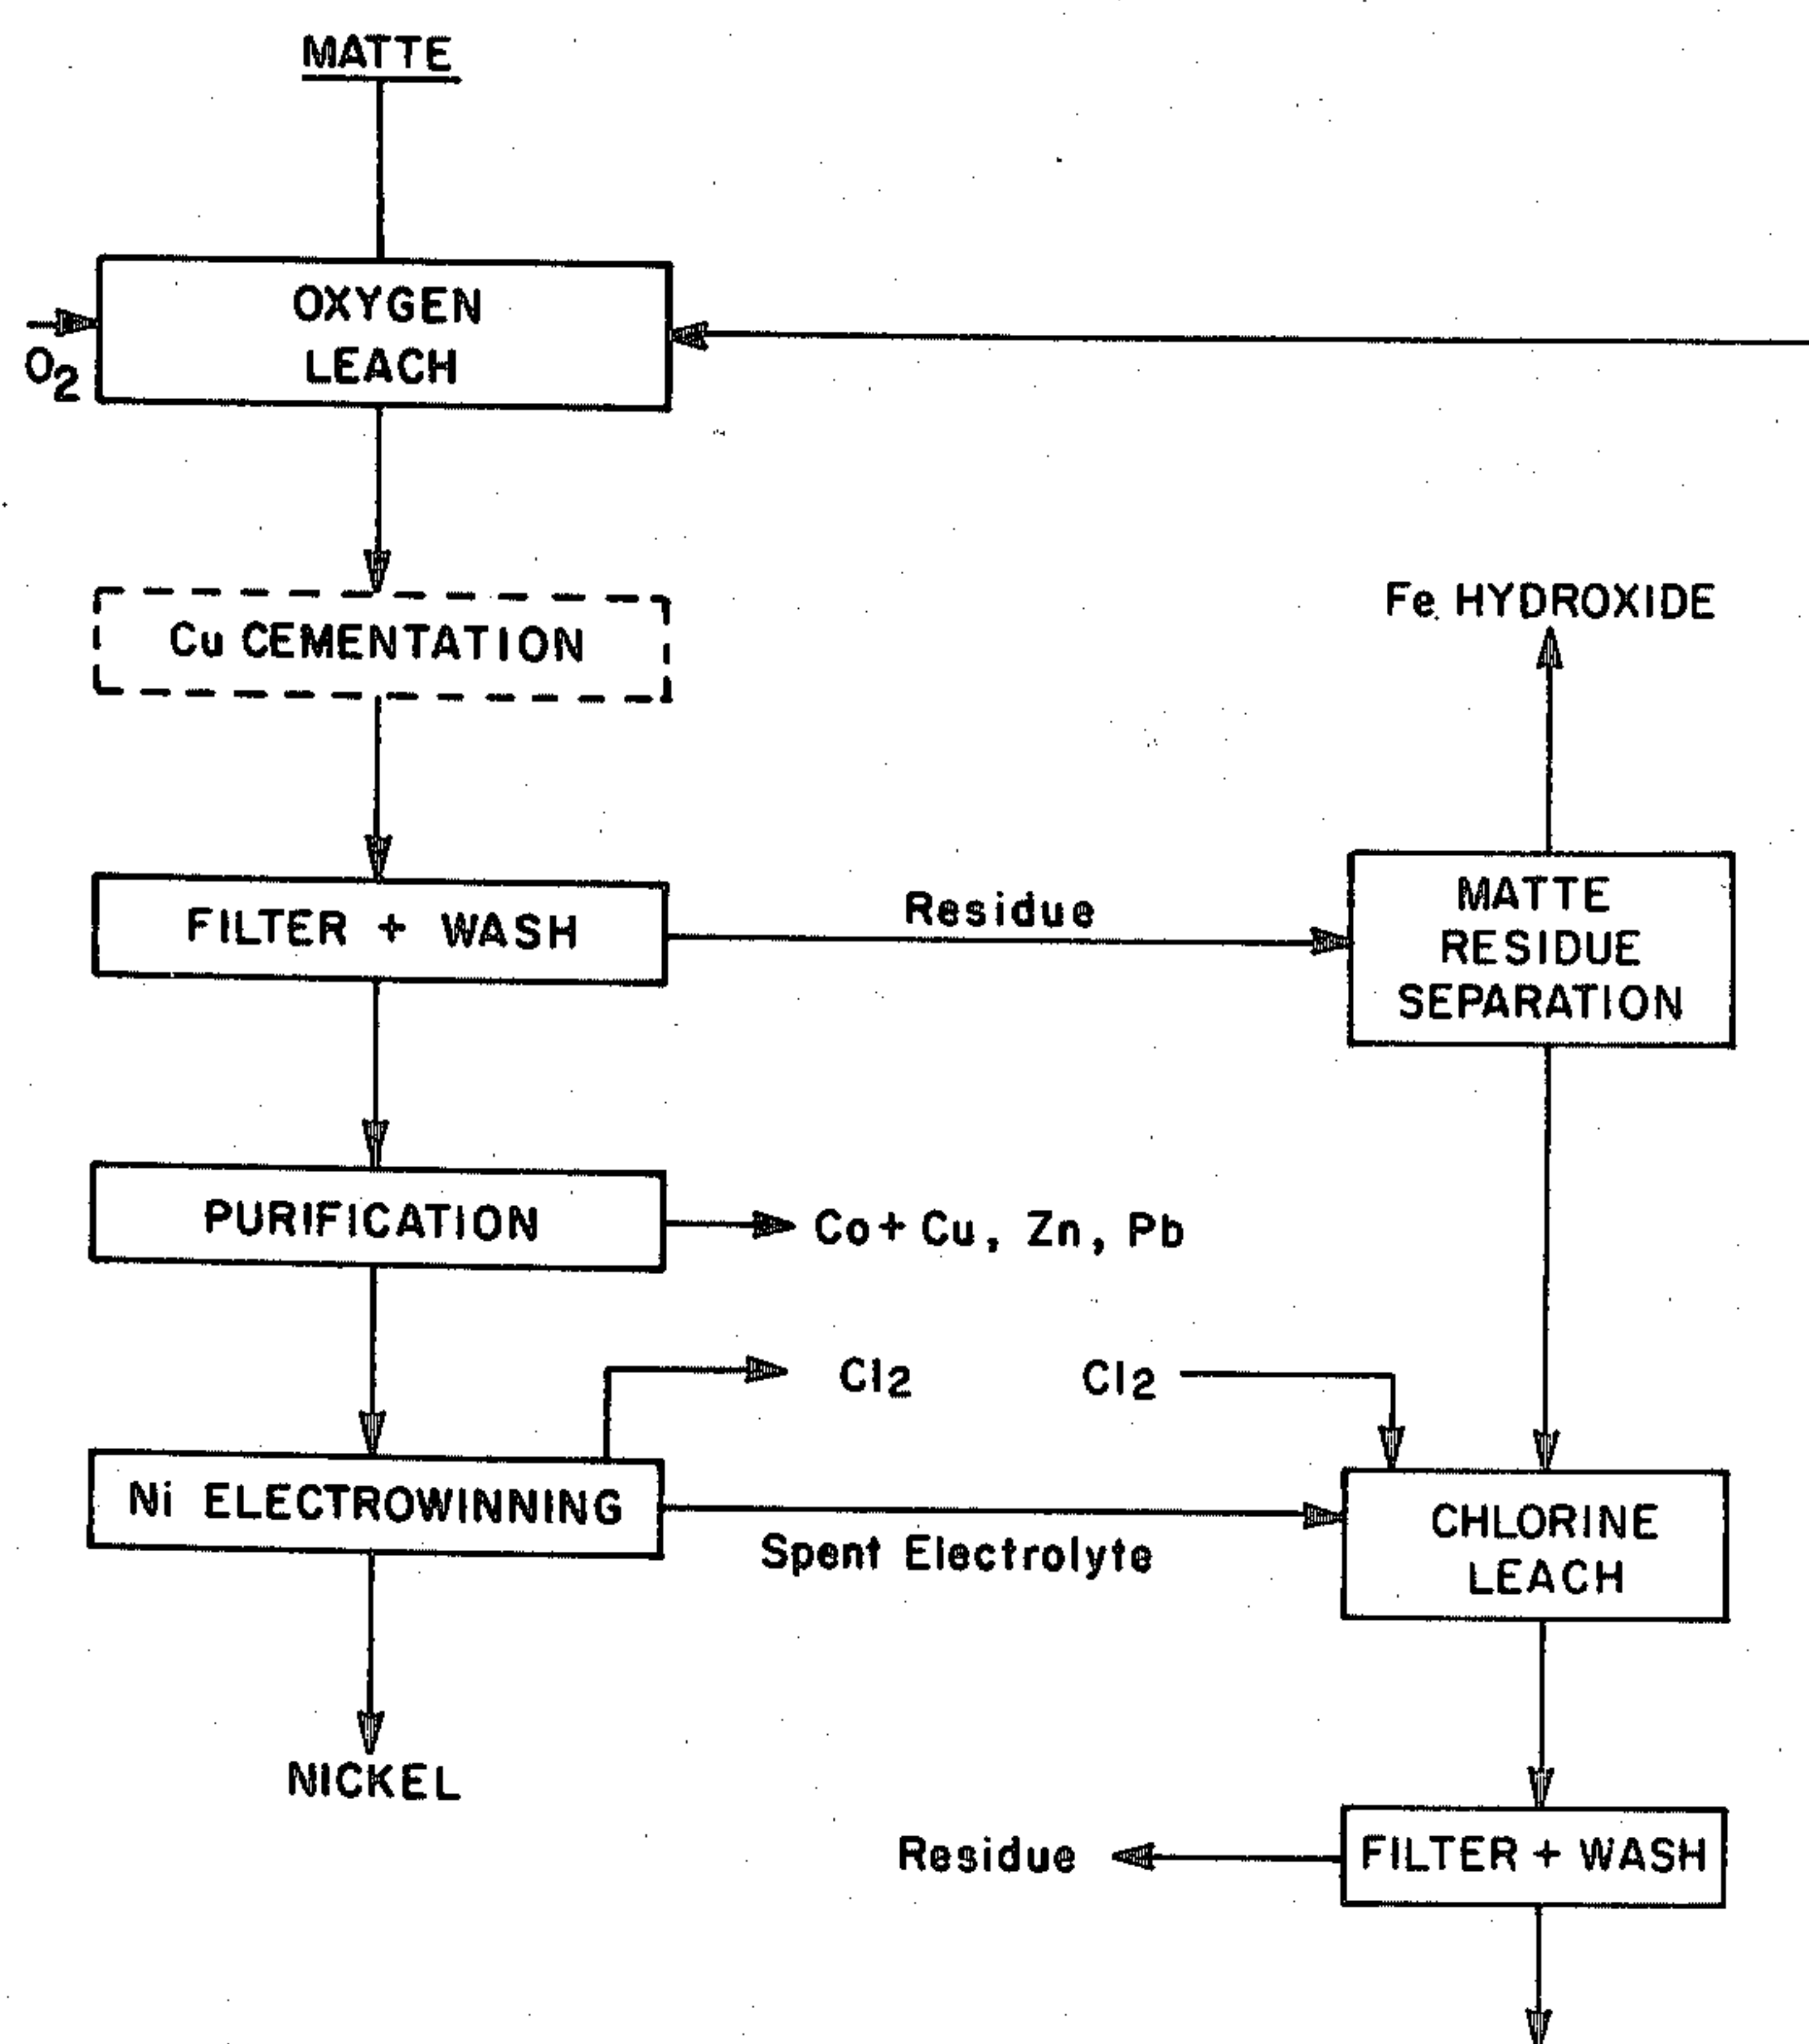 MATTE
OXYGEN
LEACH
O2
Cu CEMENTATION
Fe HYDROXIDE
FILTER + WASH
Residue
MATTE
RESIDUE
SEPARATION
PURIFICATION
Co + Cu, Zn, Pb
Cl2
Cl2
Ni ELECTROWINNING
Spent Electrolyte
CHLORINE
LEACH
NICKEL
Residue
FILTER + WASH